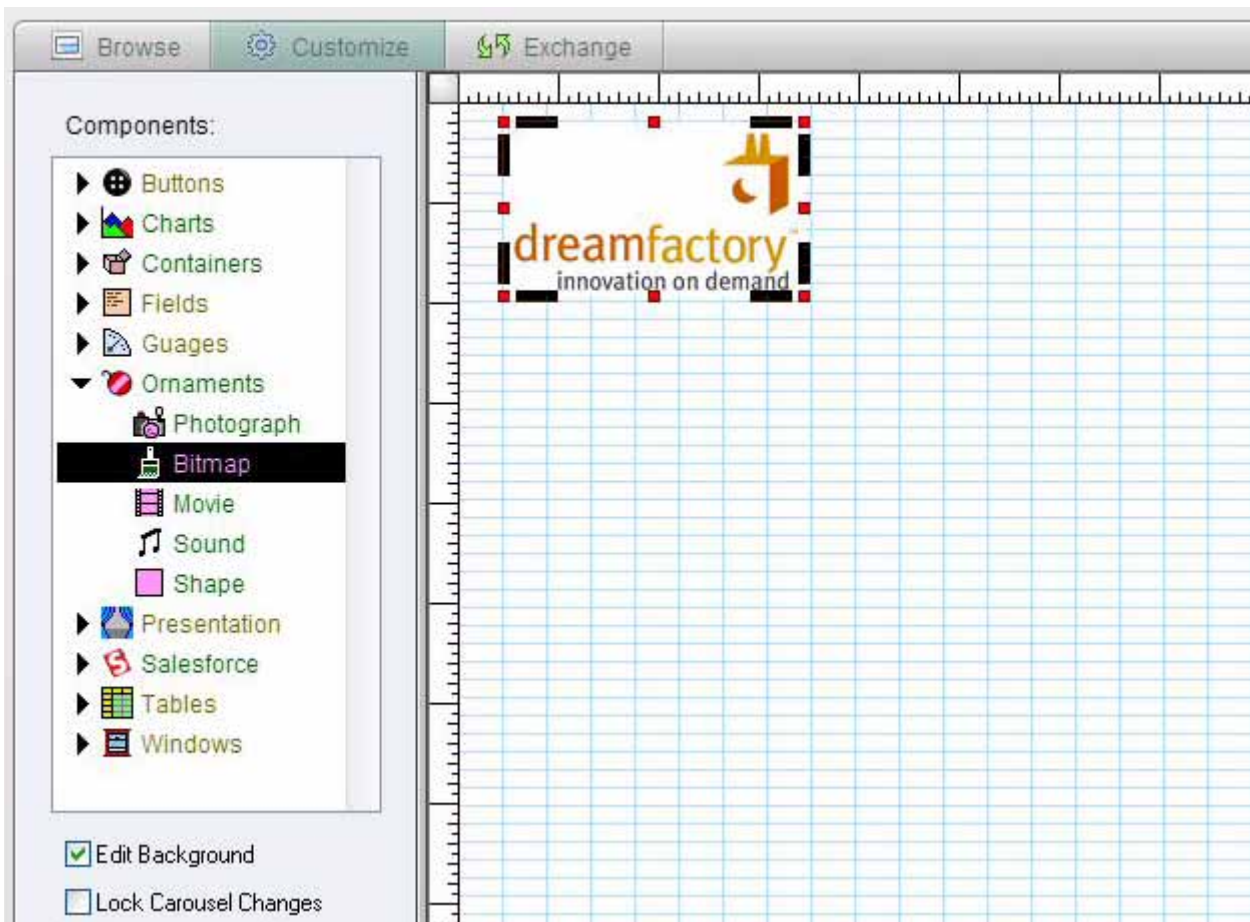 Browse
Customize
Exchange
Components:
Buttons
Charts
Containers
Fields
Guages
Ornaments
Photograph
Bitmap
Movie
Sound
Shape
Presentation
Salesforce
Tables
Windows
Edit Background
Lock Carousel Changes
dreamfactory™
innovation on demand